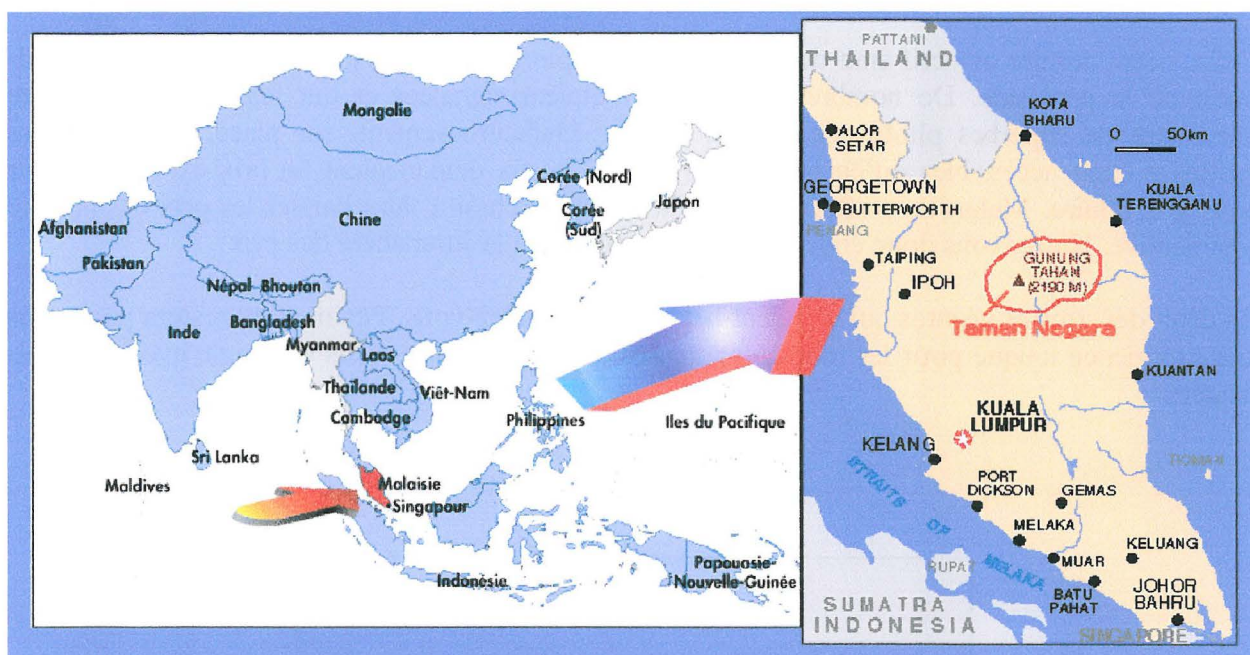 Mongalie
Chine
Corée (Nord)
Corée
(Sud)
Japon
Afghanistan
Pakistan
Népal Bhoutan
Bangladesh
Inde
Myanmar
Laos
Thaïlande
Viêt-Nam
Cambodge
Philippines
Iles du Pacifique
Sri Lanka
Maldives
Malaisie
Singapour
Indonésie
Papouasie-
Nouvelle-Guinée
PATTANI
THAILAND
KOTA
BHARU
0 50km
ALOR
SETAR
GEORGETOWN
BUTTERWORTH
PENANG
KUALA
TERENGGANU
TAIPING
IPOH
GUNUNG
TAHAN
(2190 M)
Taman Negara
KUANTAN
KUALA
LUMPUR
KELANG
STRAITS OF MELAKA
PORT
DICKSON
GEMAS
MELAKA
MUAR
KELUANG
BATU
PAHAT
JOHOR
BAHRU
RUPAT
SUMATRA
INDONESIA
SINGAPORE